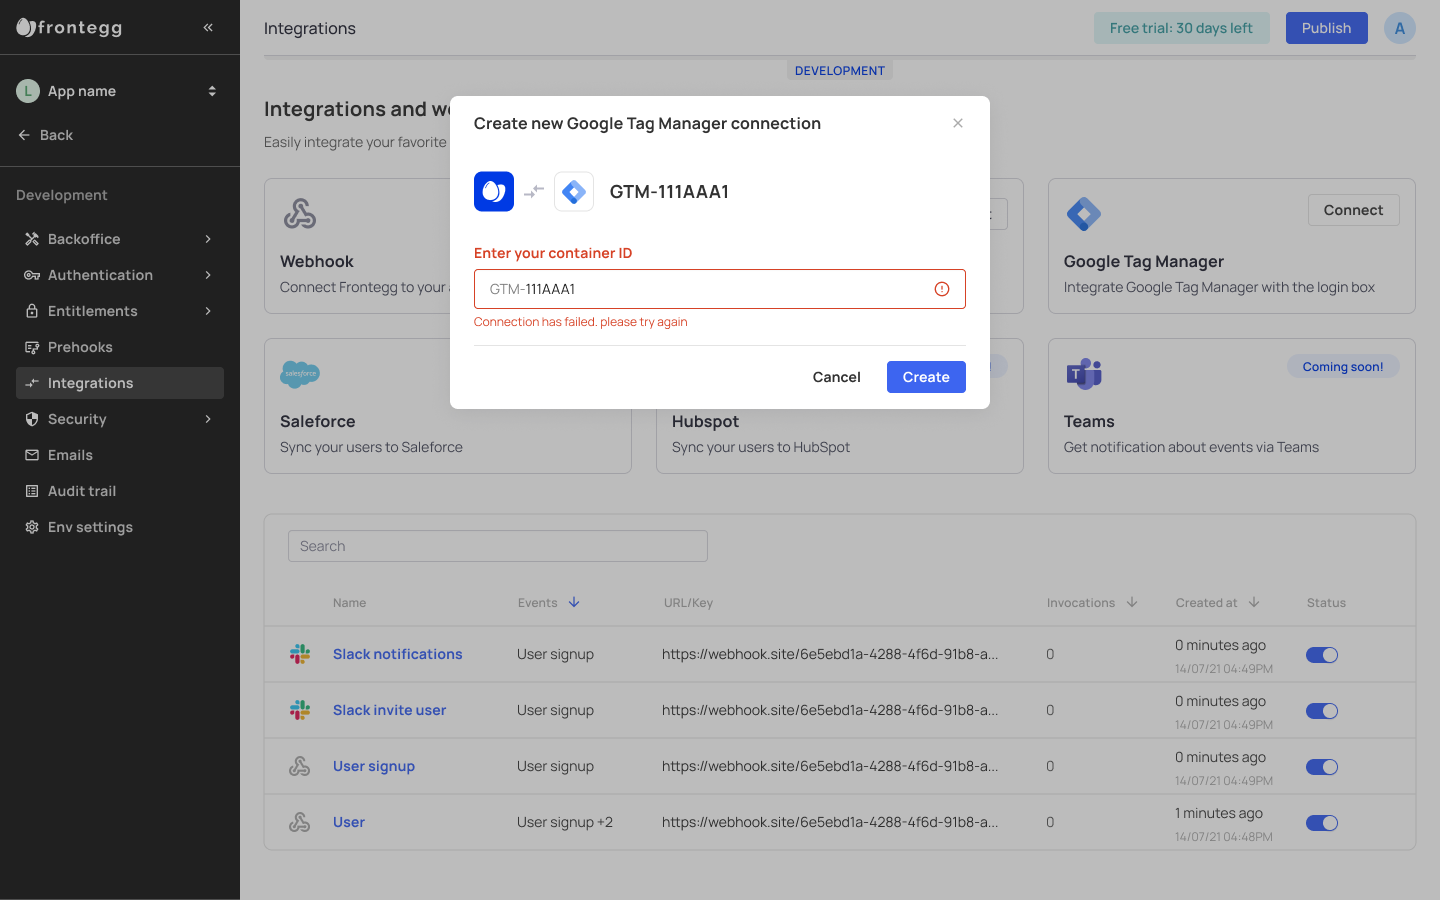 frontegg
L
App name
Back
Development
Backoffice
Authentication
Entitlements
Prehooks
Integrations
Security
Emails
Audit trail
Env settings
Integrations
Free trial: 30 days left
Publish
A
DEVELOPMENT
Integrations and
Easily integrate your favorite
Create new Google Tag Manager connection
GTM-111AAA1
Enter your container ID
GTM-111AAA1
Connection has failed. please try again
Cancel
Create
Webhook
Connect Frontegg to your
Connect
Google Tag Manager
Integrate Google Tag Manager with the login box
salesforce
Saleforce
Sync your users to Saleforce
Hubspot
Sync your users to HubSpot
T
Coming soon!
Teams
Get notification about events via Teams
Search
Name Events URL/Key Invocations Created at Status
Slack notifications User signup https://webhook.site/6e5ebd1a-4288-4f6d-91b8-a... 0 0 minutes ago
14/07/21 04:49PM
Slack invite user User signup https://webhook.site/6e5ebd1a-4288-4f6d-91b8-a... 0 0 minutes ago
14/07/21 04:49PM
User signup User signup https://webhook.site/6e5ebd1a-4288-4f6d-91b8-a... 0 0 minutes ago
14/07/21 04:49PM
User User signup +2 https://webhook.site/6e5ebd1a-4288-4f6d-91b8-a... 0 1 minutes ago
14/07/21 04:48PM